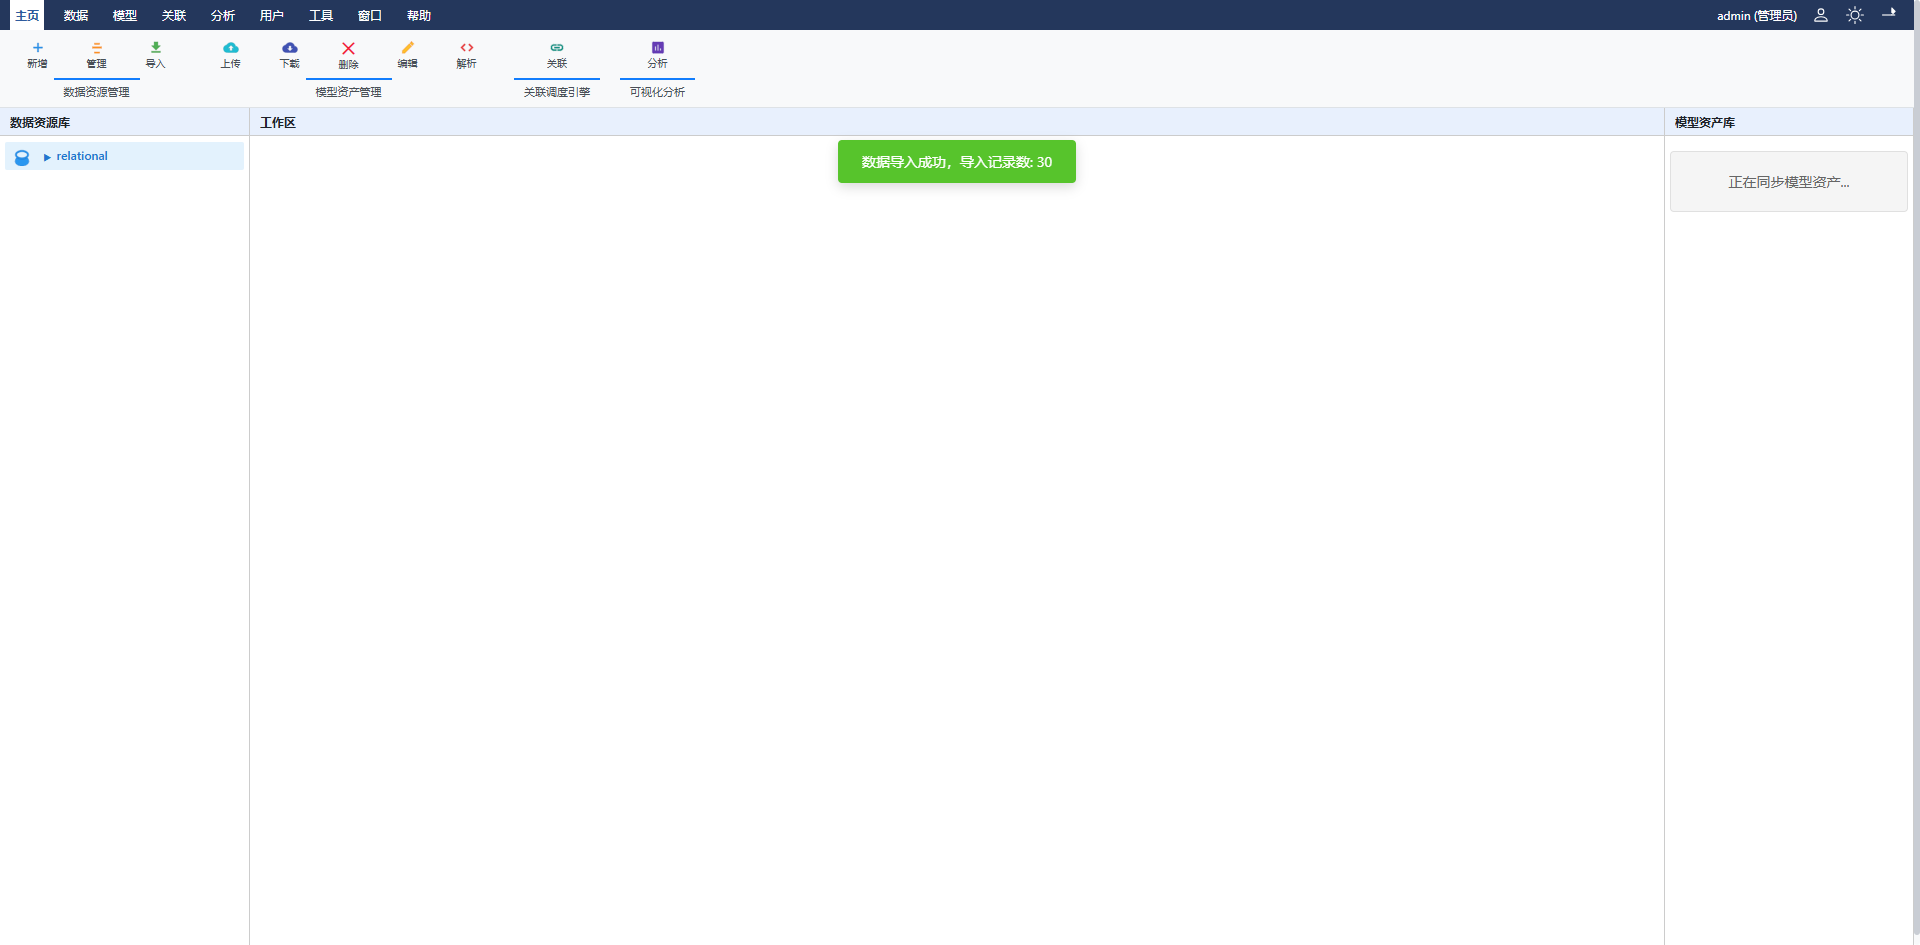 主页 数据 模型 关联 分析 用户 工具 窗口 帮助 admin (管理员)
新增 管理 导入 上传 下载 删除 编辑 解析 关联 分析
数据资源管理 模型资产管理 关联调度引擎 可视化分析
数据资源库 工作区 模型资产库
relational
数据导入成功，导入记录数: 30
正在同步模型资产...